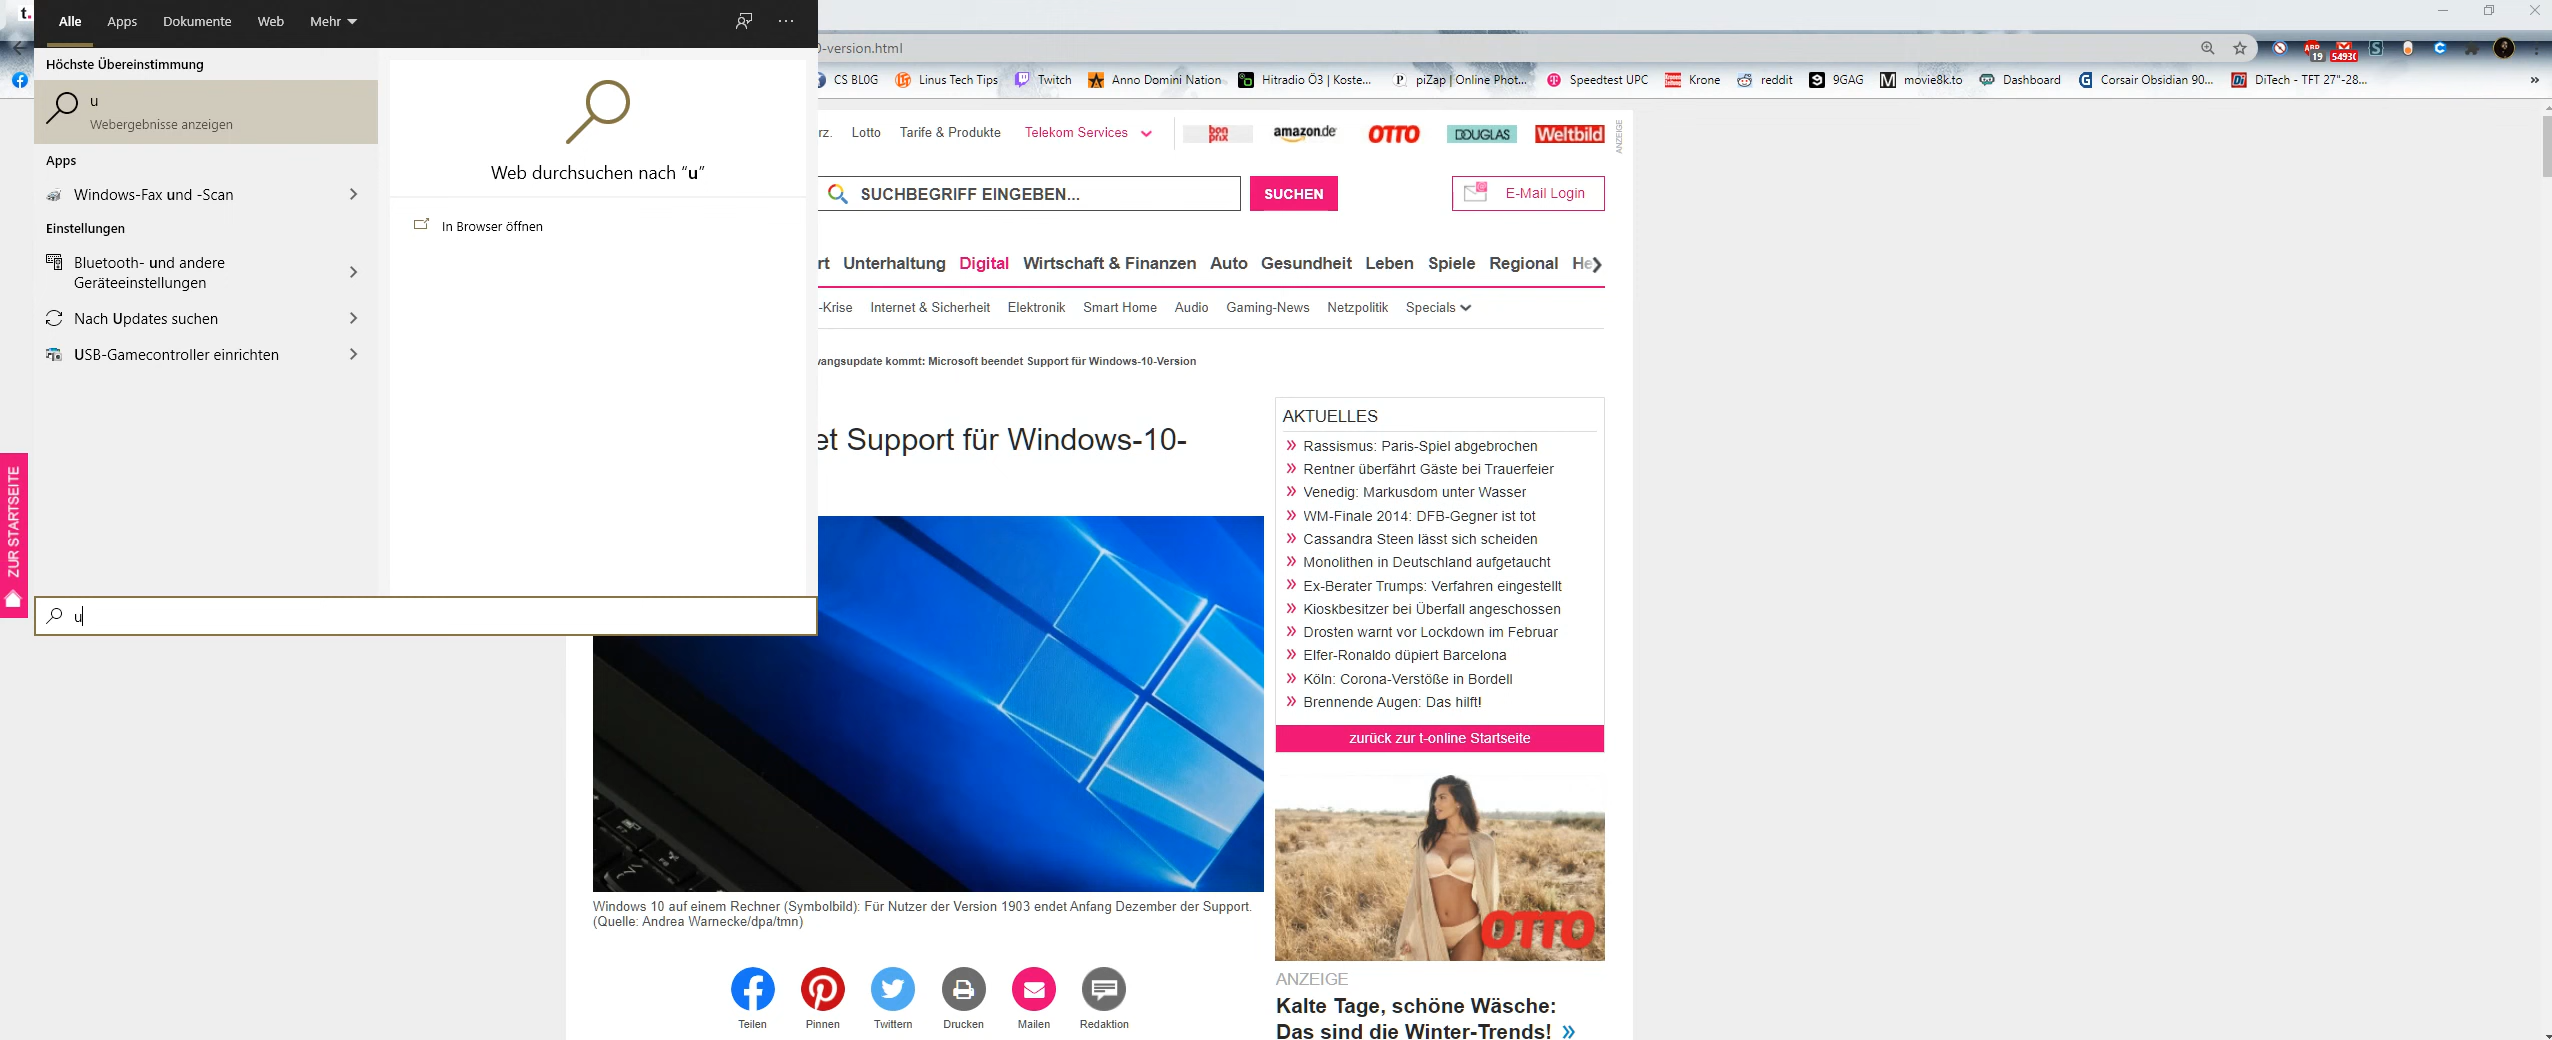 t.
Alle Apps Dokumente Web Mehr
Höchste Übereinstimmung
u
Webergebnisse anzeigen
Apps
Windows-Fax und -Scan
Einstellungen
Bluetooth- und andere
Geräteeinstellungen
Nach Updates suchen
USB-Gamecontroller einrichten
Web durchsuchen nach “u”
In Browser öffnen
u
ZUR STARTSEITE
-version.html
ABP 19
CS BLOG Linus Tech Tips Twitch Anno Domini Nation Hitradio Ö3 | Koste... piZap | Online Phot... Speedtest UPC Krone reddit 9GAG movie8k.to Dashboard Corsair Obsidian 90... DiTech - TFT 27"-28... »
rz. Lotto Tarife & Produkte Telekom Services bon prix amazon.de OTTO DOUGLAS Weltbild ANZEIGE
SUCHBEGRIFF EINGEBEN... SUCHEN E-Mail Login
rt Unterhaltung Digital Wirtschaft & Finanzen Auto Gesundheit Leben Spiele Regional He
-Krise Internet & Sicherheit Elektronik Smart Home Audio Gaming-News Netzpolitik Specials
vangsupdate kommt: Microsoft beendet Support für Windows-10-Version
et Support für Windows-10-
AKTUELLES
» Rassismus: Paris-Spiel abgebrochen
» Rentner überfährt Gäste bei Trauerfeier
» Venedig: Markusdom unter Wasser
» WM-Finale 2014: DFB-Gegner ist tot
» Cassandra Steen lässt sich scheiden
» Monolithen in Deutschland aufgetaucht
» Ex-Berater Trumps: Verfahren eingestellt
» Kioskbesitzer bei Überfall angeschossen
» Drosten warnt vor Lockdown im Februar
» Elfer-Ronaldo düpiert Barcelona
» Köln: Corona-Verstöße in Bordell
» Brennende Augen: Das hilft!
zurück zur t-online Startseite
Windows 10 auf einem Rechner (Symbolbild): Für Nutzer der Version 1903 endet Anfang Dezember der Support.
(Quelle: Andrea Warnecke/dpa/tmn)
Teilen Pinnen Twittern Drucken Mailen Redaktion
OTTO
ANZEIGE
Kalte Tage, schöne Wäsche:
Das sind die Winter-Trends! »